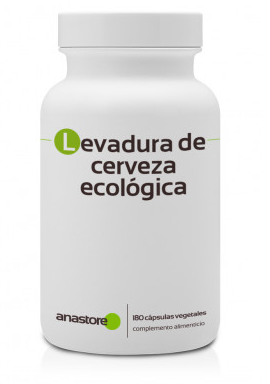 Levadura de
cerveza
ecológica
anastore
180 cápsulas vegetales
complemento alimenticio